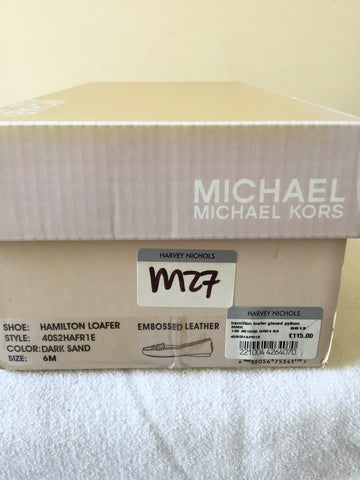 MICHAEL
MICHAEL KORS
HARVEY NICHOLS
M27
SHOE: HAMILTON LOAFER
STYLE: 40S2HAFR1E
COLOR: DARK SAND
SIZE: 6M
EMBOSSED LEATHER
HARVEY NICHOLS
hamilton loafer glazed python
40S2HAFR1E
£115.00
2210044264070